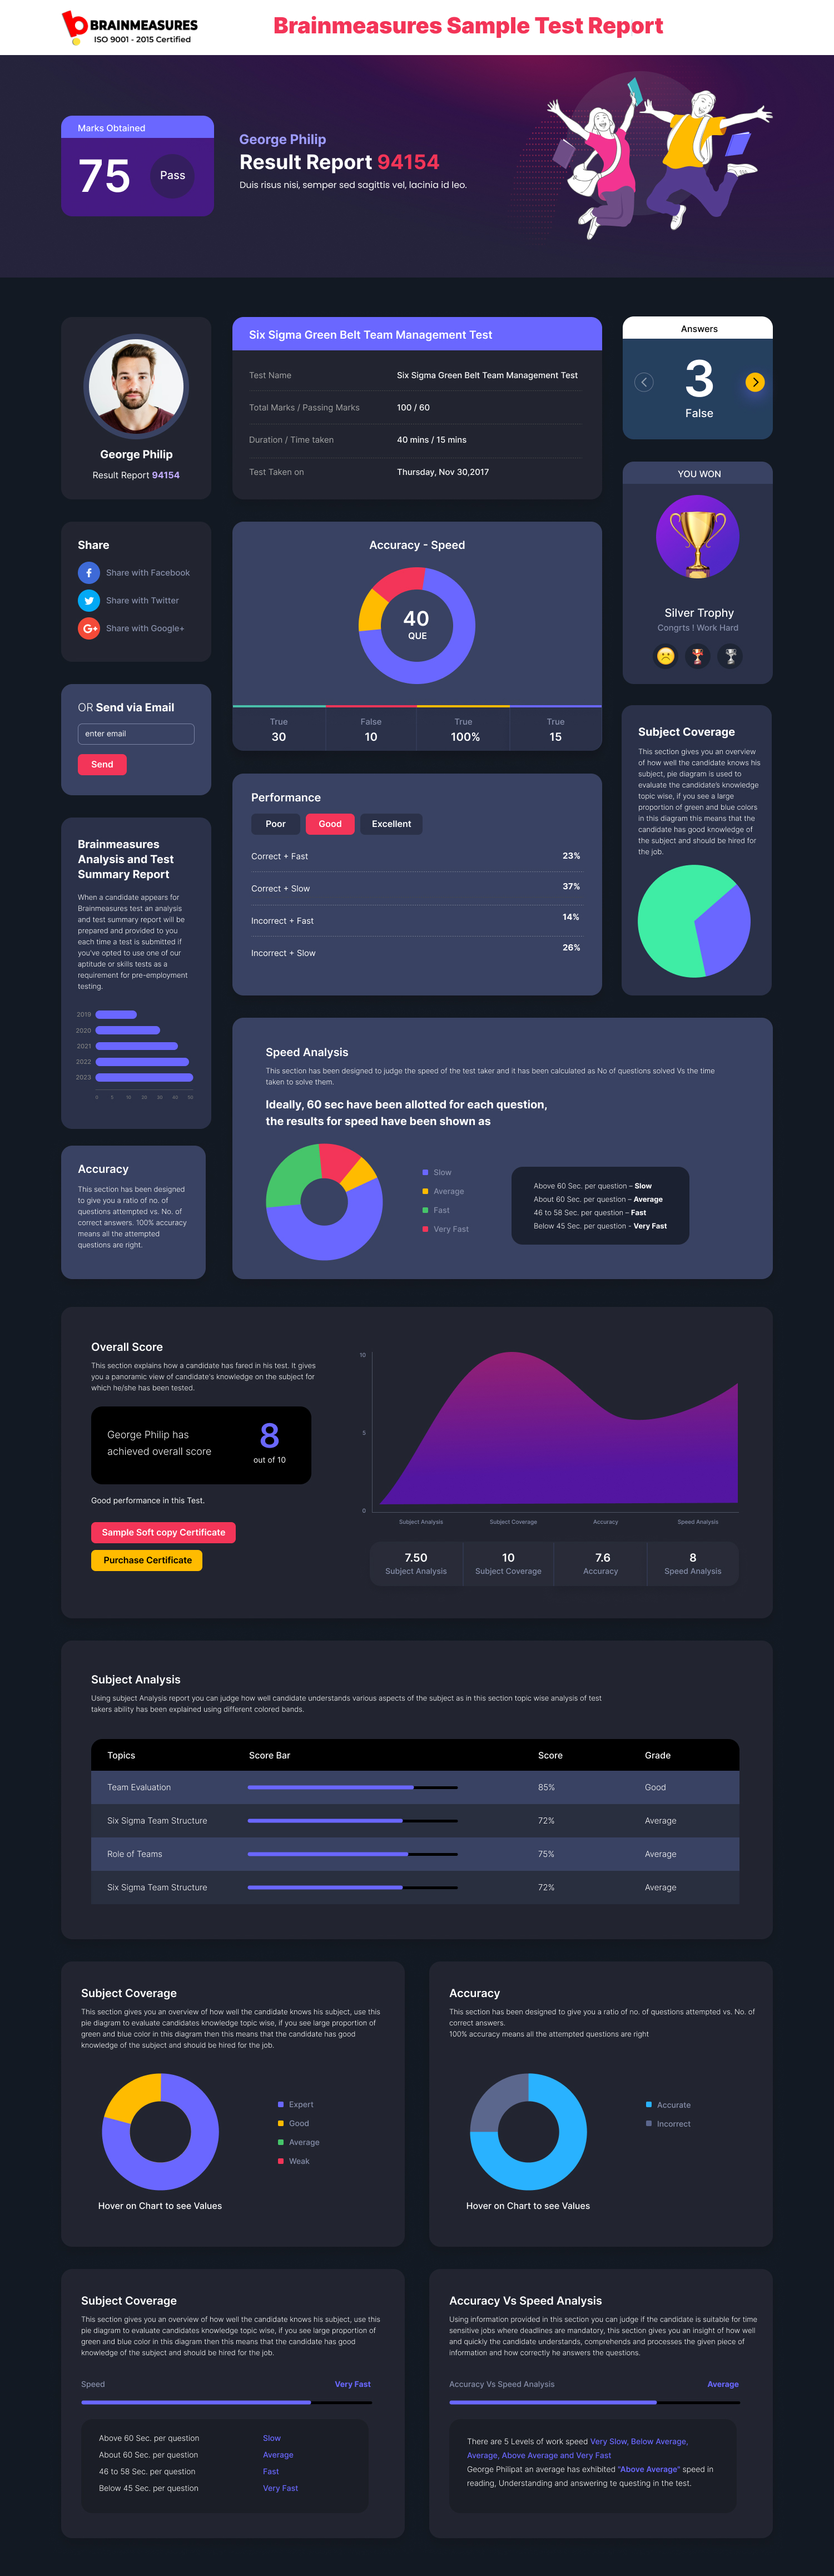 BRAINMEASURES
ISO 9001 - 2015 Certified
Brainmeasures Sample Test Report
Marks Obtained
75
Pass
George Philip
Result Report 94154
Duis risus nisi, semper sed sagittis vel, lacinia id leo.
George Philip
Result Report 94154
Six Sigma Green Belt Team Management Test
Test Name Six Sigma Green Belt Team Management Test
Total Marks / Passing Marks 100 / 60
Duration / Time taken 40 mins / 15 mins
Test Taken on Thursday, Nov 30,2017
Answers
3
False
YOU WON
Silver Trophy
Congrts ! Work Hard
Share
Share with Facebook
Share with Twitter
Share with Google+
Accuracy - Speed
40
QUE
True False True True
30 10 100% 15
OR Send via Email
enter email
Send
Subject Coverage
This section gives you an overview
of how well the candidate knows his
subject, pie diagram is used to
evaluate the candidate's knowledge
topic wise, if you see a large
proportion of green and blue colors
in this diagram this means that the
candidate has good knowledge of
the subject and should be hired for
the job.
Performance
Poor Good Excellent
Correct + Fast 23%
Correct + Slow 37%
Incorrect + Fast 14%
Incorrect + Slow 26%
Brainmeasures
Analysis and Test
Summary Report
When a candidate appears for
Brainmeasures test an analysis
and test summary report will be
prepared and provided to you
each time a test is submitted if
you've opted to use one of our
aptitude or skills tests as a
requirement for pre-employment
testing.
2019
2020
2021
2022
2023
Speed Analysis
This section has been designed to judge the speed of the test taker and it has been calculated as No of questions solved Vs the time
taken to solve them.
Ideally, 60 sec have been allotted for each question,
the results for speed have been shown as
Slow
Average
Fast
Very Fast
Above 60 Sec. per question – Slow
About 60 Sec. per question – Average
46 to 58 Sec. per question – Fast
Below 45 Sec. per question - Very Fast
Accuracy
This section has been designed
to give you a ratio of no. of
questions attempted vs. No. of
correct answers. 100% accuracy
means all the attempted
questions are right.
Overall Score
This section explains how a candidate has fared in his test. It gives
you a panoramic view of candidate's knowledge on the subject for
which he/she has been tested.
George Philip has
achieved overall score
8
out of 10
Good performance in this Test.
Sample Soft copy Certificate
Purchase Certificate
10
5
0
Subject Analysis Subject Coverage Accuracy Speed Analysis
7.50 10 7.6 8
Subject Analysis Subject Coverage Accuracy Speed Analysis
Subject Analysis
Using subject Analysis report you can judge how well candidate understands various aspects of the subject as in this section topic wise analysis of test
takers ability has been explained using different colored bands.
Topics Score Bar Score Grade
Team Evaluation 85% Good
Six Sigma Team Structure 72% Average
Role of Teams 75% Average
Six Sigma Team Structure 72% Average
Subject Coverage
This section gives you an overview of how well the candidate knows his subject, use this
pie diagram to evaluate candidates knowledge topic wise, if you see large proportion of
green and blue color in this diagram then this means that the candidate has good
knowledge of the subject and should be hired for the job.
Expert
Good
Average
Weak
Hover on Chart to see Values
Accuracy
This section has been designed to give you a ratio of no. of questions attempted vs. No. of
correct answers.
100% accuracy means all the attempted questions are right
Accurate
Incorrect
Hover on Chart to see Values
Subject Coverage
This section gives you an overview of how well the candidate knows his subject, use this
pie diagram to evaluate candidates knowledge topic wise, if you see large proportion of
green and blue color in this diagram then this means that the candidate has good
knowledge of the subject and should be hired for the job.
Speed Very Fast
Above 60 Sec. per question Slow
About 60 Sec. per question Average
46 to 58 Sec. per question Fast
Below 45 Sec. per question Very Fast
Accuracy Vs Speed Analysis
Using information provided in this section you can judge if the candidate is suitable for time
sensitive jobs where deadlines are mandatory, this section gives you an insight of how well
and quickly the candidate understands, comprehends and processes the given piece of
information and how correctly he answers the questions.
Accuracy Vs Speed Analysis Average
There are 5 Levels of work speed Very Slow, Below Average,
Average, Above Average and Very Fast
George Philipat an average has exhibited "Above Average" speed in
reading, Understanding and answering te questing in the test.